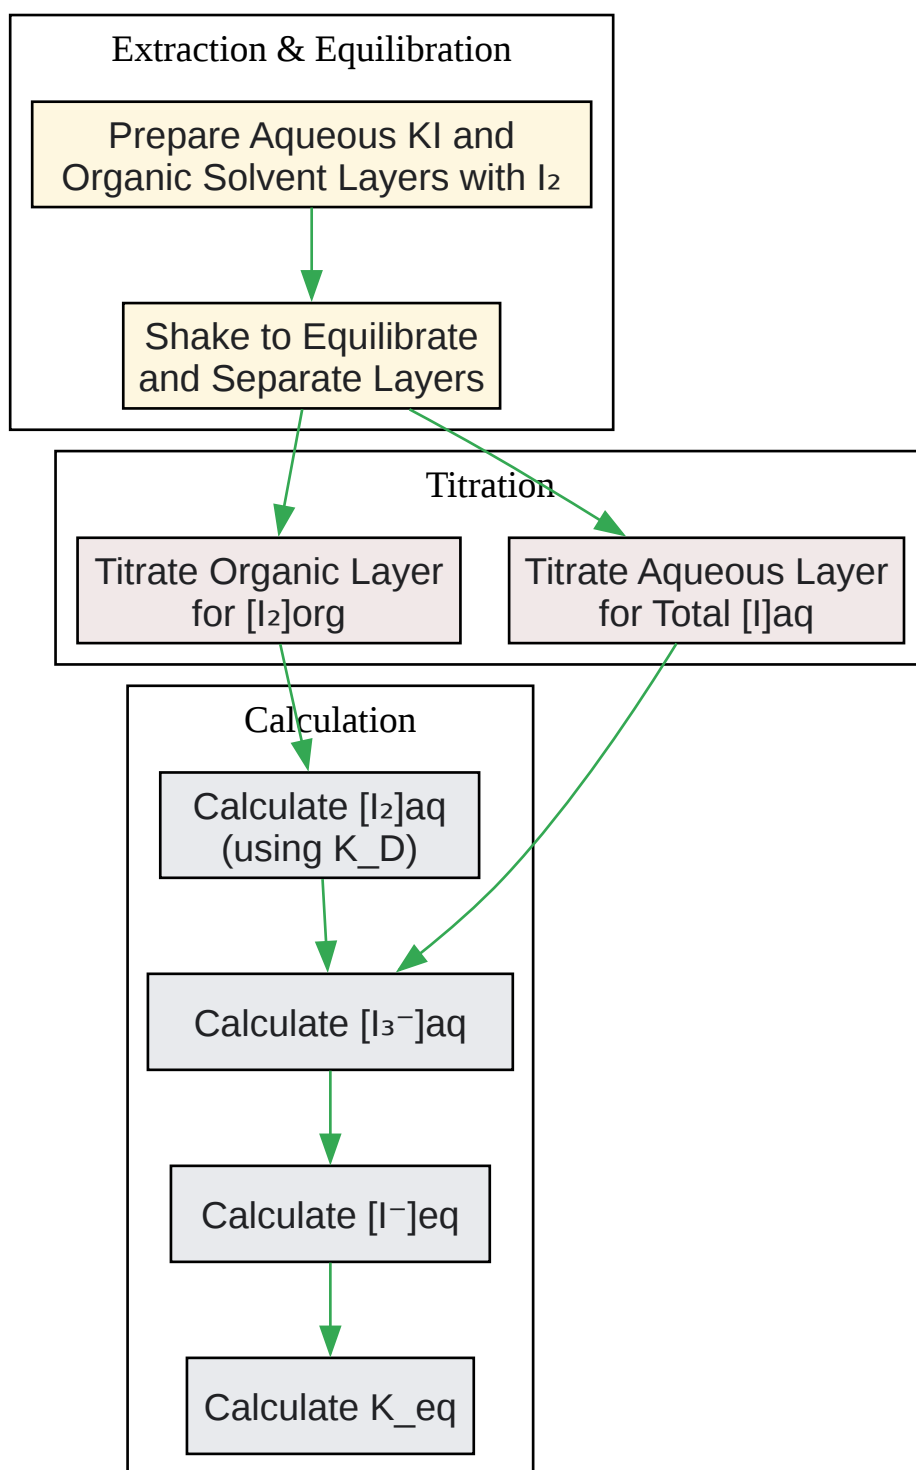 Extraction & Equilibration
Prepare Aqueous KI and
Organic Solvent Layers with I₂
Shake to Equilibrate
and Separate Layers
Titration
Titrate Organic Layer
for [I₂]org
Titrate Aqueous Layer
for Total [I]aq
Calculation
Calculate [I₂]aq
(using K_D)
Calculate [I₃⁻]aq
Calculate [I⁻]eq
Calculate K_eq